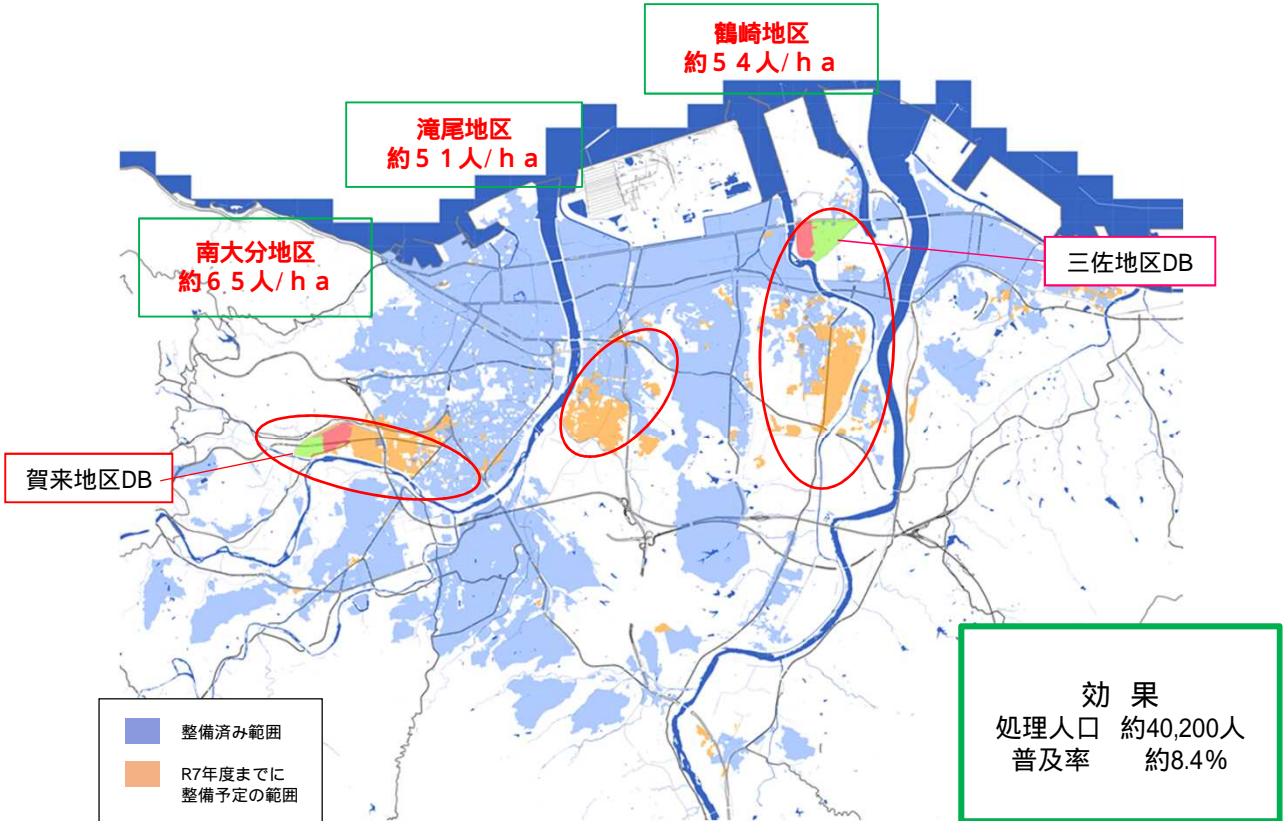 鶴崎地区
約54人/ha
滝尾地区
約51人/ha
南大分地区
約65人/ha
三佐地区DB
賀来地区DB
整備済み範囲
R7年度までに
整備予定の範囲
効 果
処理人口 約40,200人
普及率 約8.4%